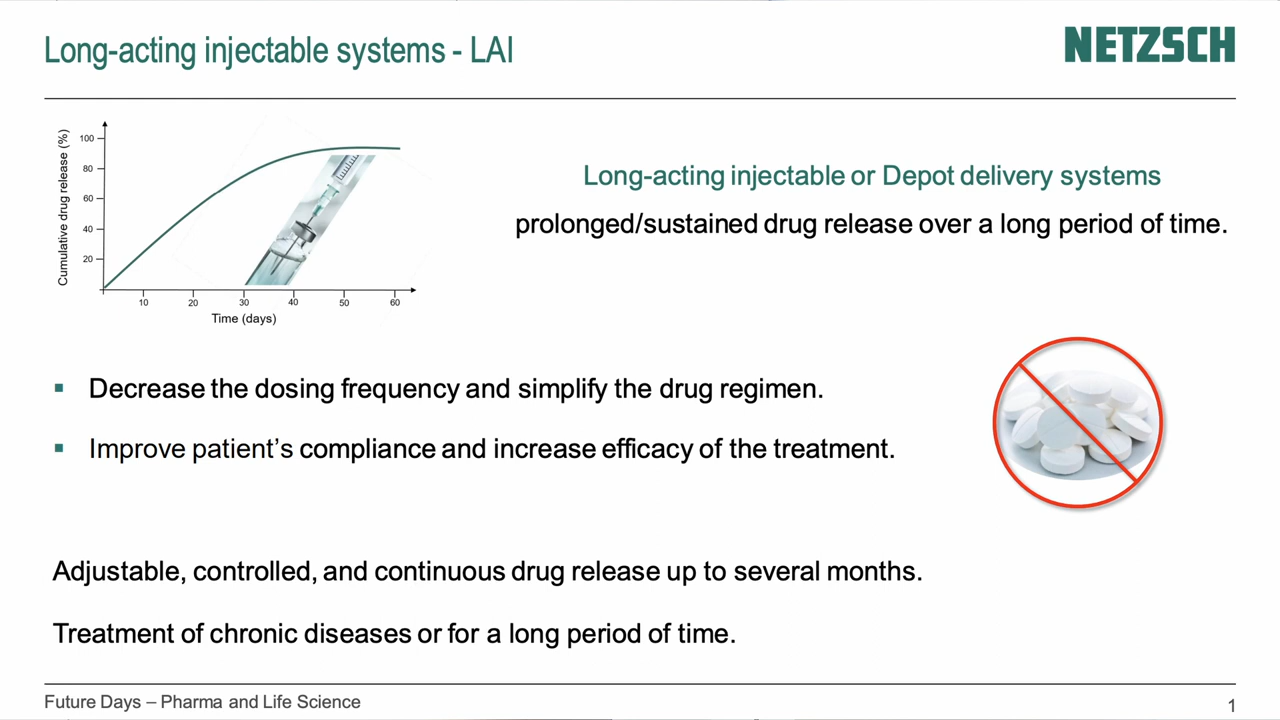 Long-acting injectable systems - LAI
NETZSCH
Cumulative drug release (%)
100
80
60
40
20
10 20 30 40 50 60
Time (days)
Long-acting injectable or Depot delivery systems
prolonged/sustained drug release over a long period of time.
▪ Decrease the dosing frequency and simplify the drug regimen.
▪ Improve patient’s compliance and increase efficacy of the treatment.
Adjustable, controlled, and continuous drug release up to several months.
Treatment of chronic diseases or for a long period of time.
Future Days – Pharma and Life Science
1